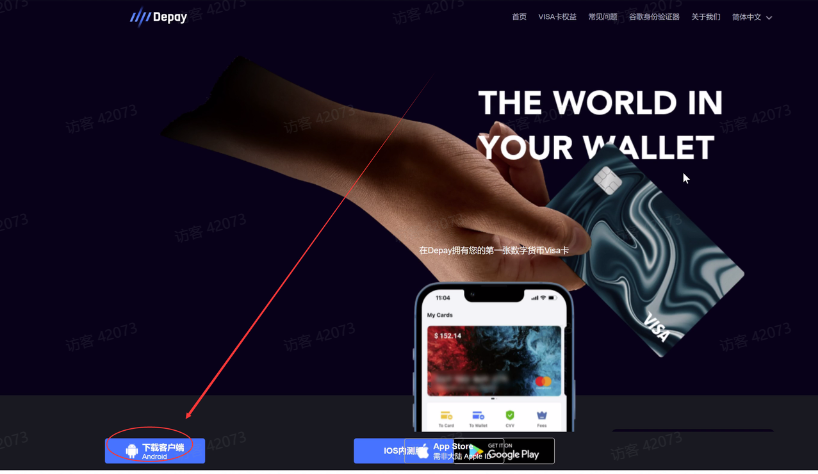 Depay
首页 VISA卡权益 常见问题 谷歌身份验证器 关于我们 简体中文
访客 42073
THE WORLD IN
YOUR WALLET
在Depay拥有您的第一张数字货币Visa卡
VISA
11:04
My Cards
$ 152.14
To Card To Wallet CVV Fees
下载客户端
Android
IOS内测
App Store
需非大陆 Apple ID
GET IT ON
Google Play